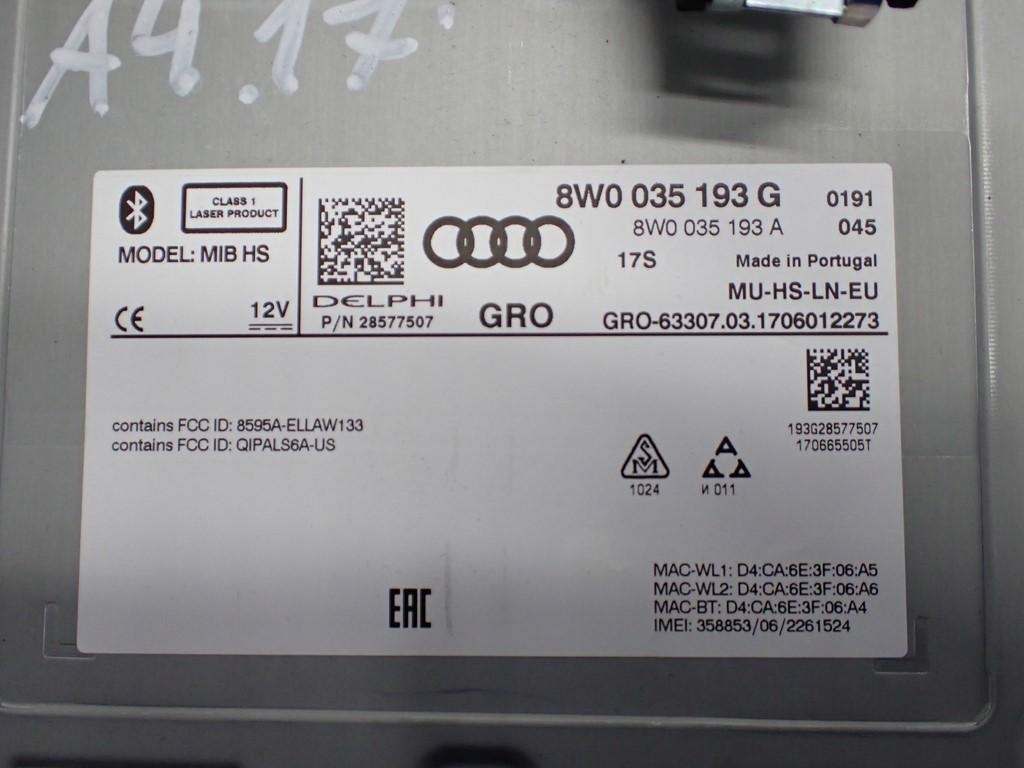 A4.17.
CLASS 1
LASER PRODUCT
MODEL: MIB HS
CE
12V
DELPHI
P/N 28577507
8W0 035 193 G 0191
8W0 035 193 A 045
17S Made in Portugal
MU-HS-LN-EU
GRO GRO-63307.03.1706012273
193G28577507
170665505T
contains FCC ID: 8595A-ELLAW133
contains FCC ID: QIPALS6A-US
SM
1024
И 011
EAC
MAC-WL1: D4:CA:6E:3F:06:A5
MAC-WL2: D4:CA:6E:3F:06:A6
MAC-BT: D4:CA:6E:3F:06:A4
IMEI: 358853/06/2261524